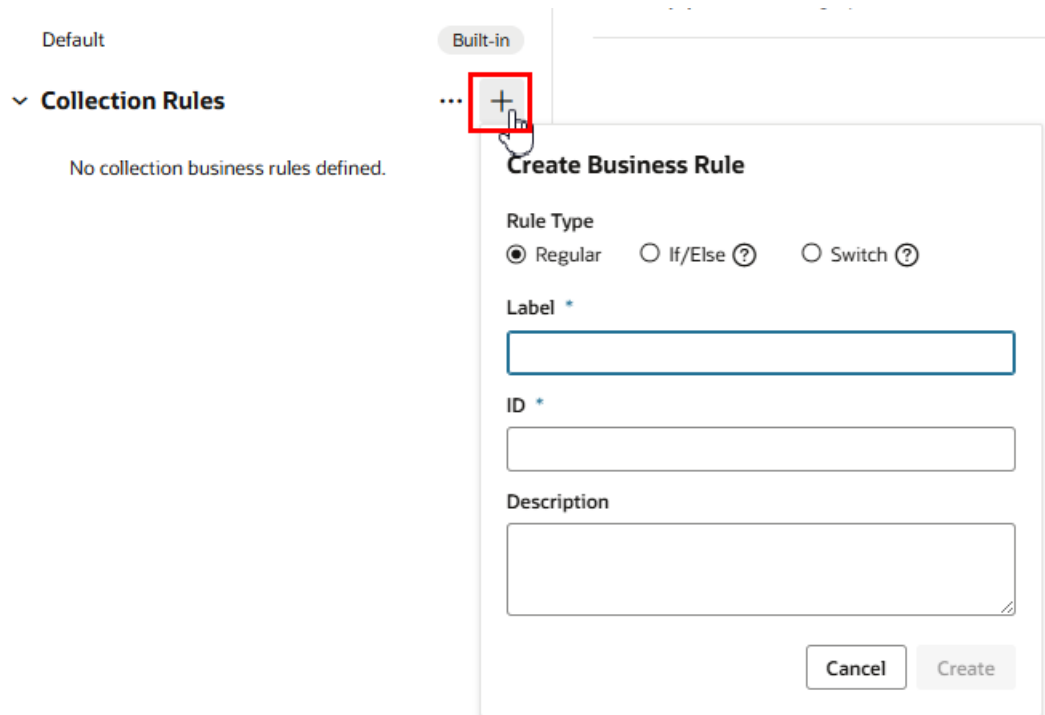 Default
Built-in
Collection Rules
No collection business rules defined.
Create Business Rule
Rule Type
Regular If/Else ? Switch ?
Label *
ID *
Description
Cancel Create